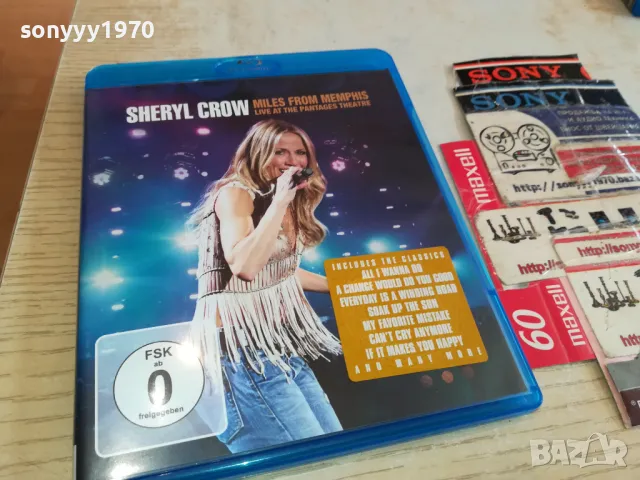 sonyyy1970
SHERYL CROW
MILES FROM MEMPHIS
LIVE AT THE PANTAGES THEATRE
INCLUDES THE CLASSICS
ALL I WANNA DO
A CHANGE WOULD DO YOU GOOD
EVERYDAY IS A WINDING ROAD
SOAK UP THE SUN
MY FAVORITE MISTAKE
CAN'T CRY ANYMORE
IF IT MAKES YOU HAPPY
AND MANY MORE
FSK
ab
0
freigegeben
SONY
SONY
maxell
http://
http://
http://
maxell
60
BAZAR